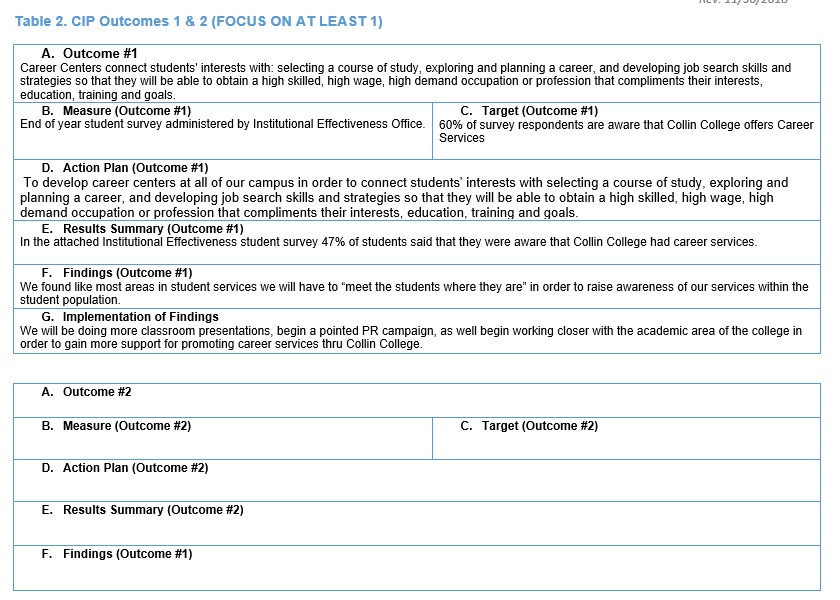 Rev. 11/30/2018
Table 2. CIP Outcomes 1 & 2 (FOCUS ON AT LEAST 1)
A. Outcome #1
Career Centers connect students' interests with: selecting a course of study, exploring and planning a career, and developing job search skills and
strategies so that they will be able to obtain a high skilled, high wage, high demand occupation or profession that compliments their interests,
education, training and goals.
B. Measure (Outcome #1)
End of year student survey administered by Institutional Effectiveness Office.
C. Target (Outcome #1)
60% of survey respondents are aware that Collin College offers Career
Services
D. Action Plan (Outcome #1)
To develop career centers at all of our campus in order to connect students' interests with selecting a course of study, exploring and
planning a career, and developing job search skills and strategies so that they will be able to obtain a high skilled, high wage, high
demand occupation or profession that compliments their interests, education, training and goals.
E. Results Summary (Outcome #1)
In the attached Institutional Effectiveness student survey 47% of students said that they were aware that Collin College had career services.
F. Findings (Outcome #1)
We found like most areas in student services we will have to “meet the students where they are” in order to raise awareness of our services within the
student population.
G. Implementation of Findings
We will be doing more classroom presentations, begin a pointed PR campaign, as well begin working closer with the academic area of the college in
order to gain more support for promoting career services thru Collin College.
A. Outcome #2
B. Measure (Outcome #2)
C. Target (Outcome #2)
D. Action Plan (Outcome #2)
E. Results Summary (Outcome #2)
F. Findings (Outcome #1)